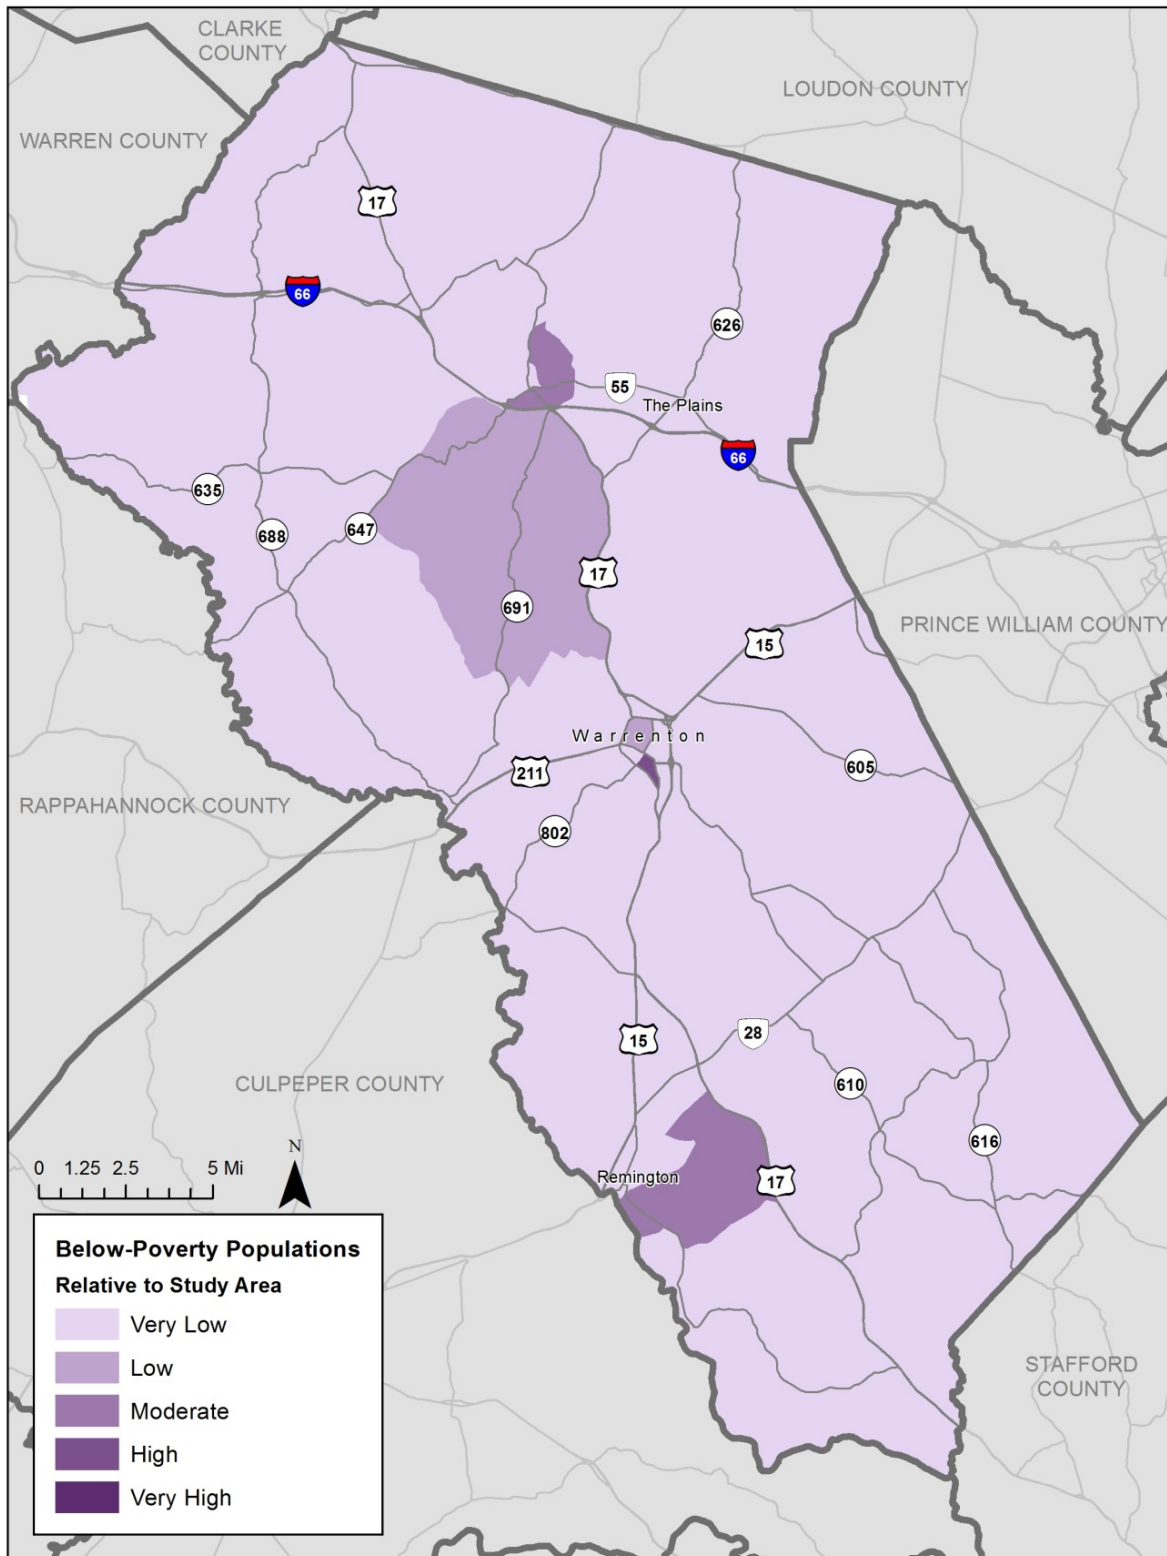 CLARKE
COUNTY
LOUDON COUNTY
WARREN COUNTY
17
66
626
55
The Plains
66
635
688
647
17
691
15
PRINCE WILLIAM COUNTY
Warrenton
211
605
RAPPAHANNOCK COUNTY
802
28
15
CULPEPER COUNTY
610
616
N
0 1.25 2.5 5 Mi
Remington
17
Below-Poverty Populations
Relative to Study Area
Very Low
Low
Moderate
High
Very High
STAFFORD
COUNTY